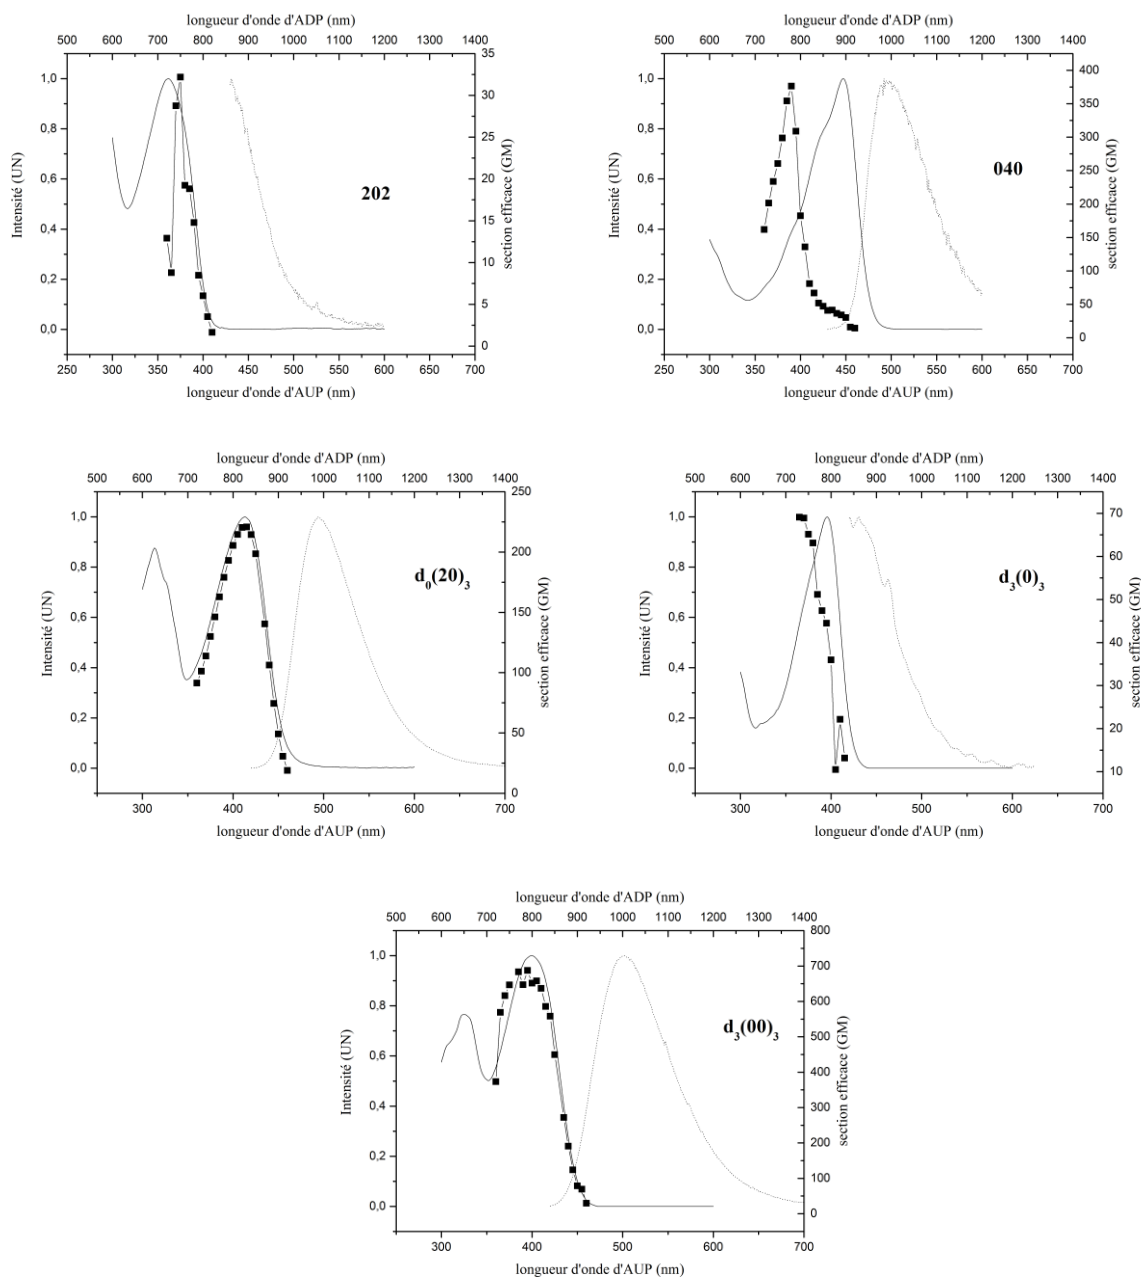 longueur d'onde d'ADP (nm)
500 600 700 800 900 1000 1100 1200 1300 1400
1,0
0,8
0,6
0,4
0,2
0,0
Intensité (UN)
202
35
30
25
20
15
10
5
0
section efficace (GM)
250 300 350 400 450 500 550 600 650 700
longueur d'onde d'AUP (nm)
longueur d'onde d'ADP (nm)
500 600 700 800 900 1000 1100 1200 1300 1400
1,0
0,8
0,6
0,4
0,2
0,0
Intensité (UN)
040
400
350
300
250
200
150
100
50
0
section efficace (GM)
250 300 350 400 450 500 550 600 650 700
longueur d'onde d'AUP (nm)
longueur d'onde d'ADP (nm)
500 600 700 800 900 1000 1100 1200 1300 1400
1,0
0,8
0,6
0,4
0,2
0,0
Intensité (UN)
d₀(20)₃
250
200
150
100
50
0
section efficace (GM)
300 400 500 600 700
longueur d'onde d'AUP (nm)
longueur d'onde d'ADP (nm)
500 600 700 800 900 1000 1100 1200 1300 1400
1,0
0,8
0,6
0,4
0,2
0,0
Intensité (UN)
d₃(0)₃
70
60
50
40
30
20
10
section efficace (GM)
300 400 500 600 700
longueur d'onde d'AUP (nm)
longueur d'onde d'ADP (nm)
500 600 700 800 900 1000 1100 1200 1300 1400
1,0
0,8
0,6
0,4
0,2
0,0
Intensité (UN)
d₃(00)₃
800
700
600
500
400
300
200
100
0
section efficace (GM)
300 400 500 600 700
longueur d'onde d'AUP (nm)